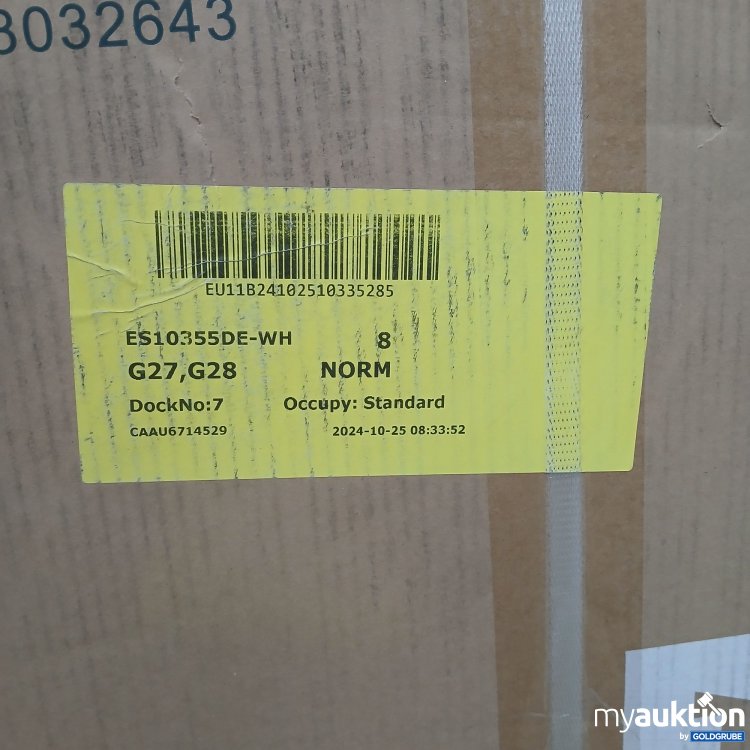 8032643
EU11B24102510335285
ES10355DE-WH 8
G27,G28 NORM
DockNo:7 Occupy: Standard
CAAU6714529 2024-10-25 08:33:52
myauktion
by GOLDGRUBE